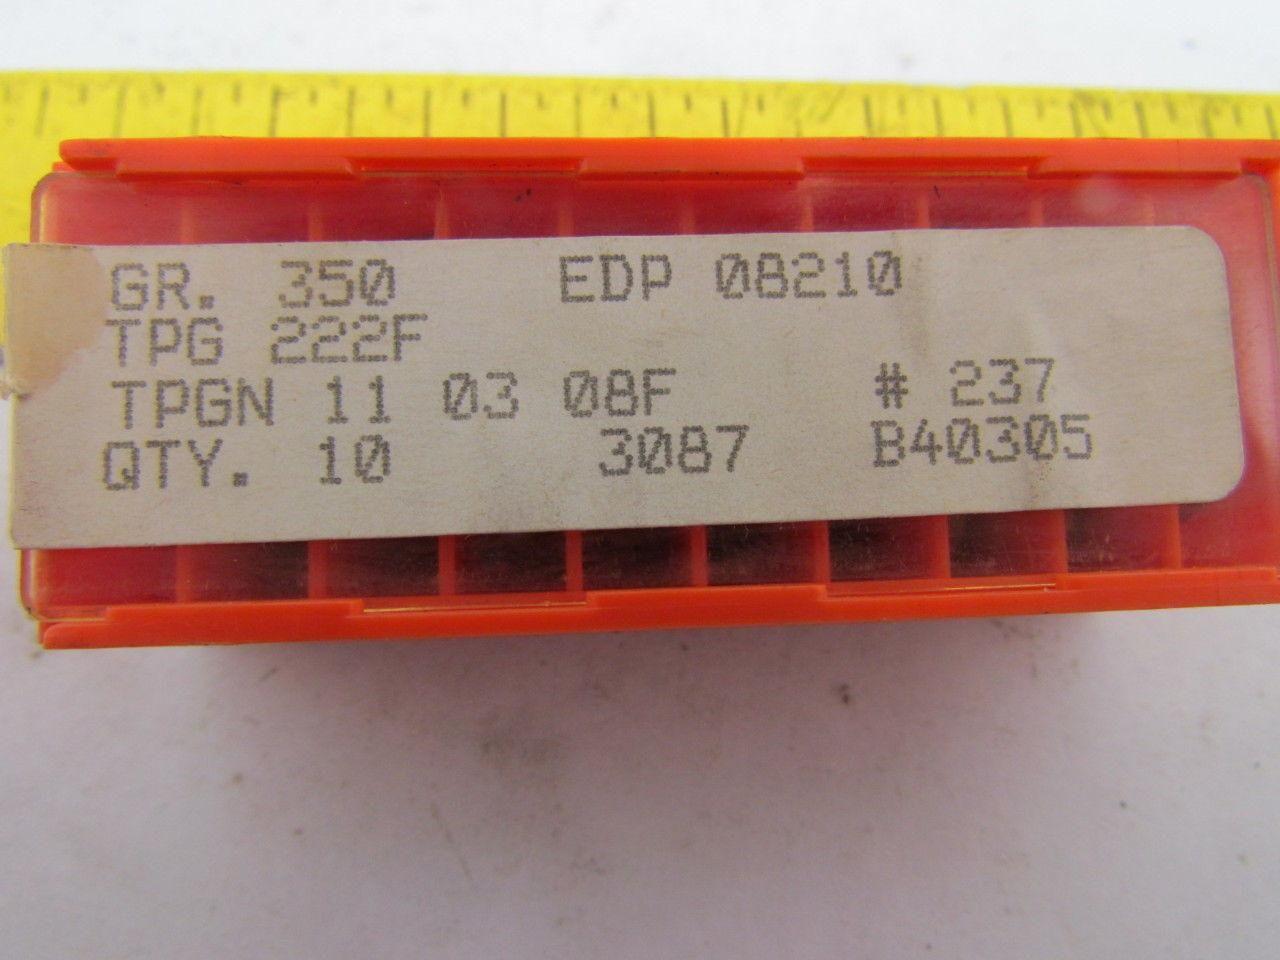 GR. 350 EDP 08210
TPG 222F
TPGN 11 03 08F # 237
QTY. 10 3087 B40305